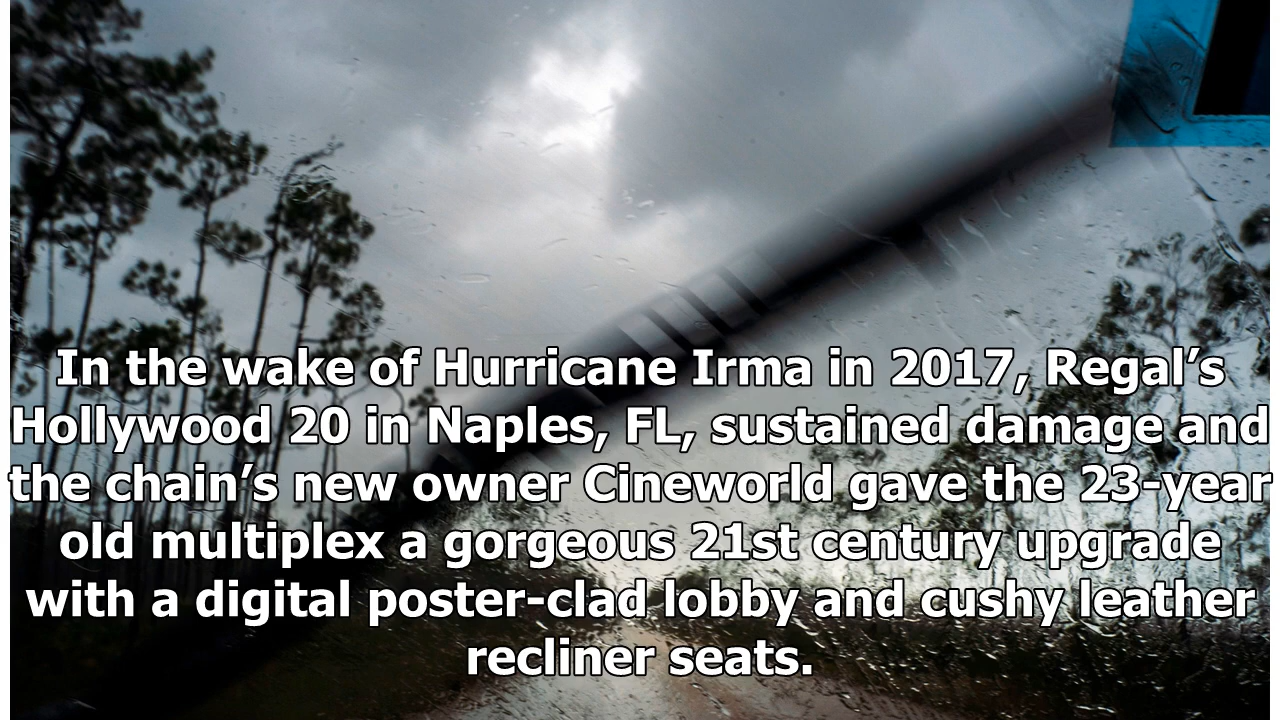 In the wake of Hurricane Irma in 2017, Regal’s
Hollywood 20 in Naples, FL, sustained damage and
the chain’s new owner Cineworld gave the 23-year
old multiplex a gorgeous 21st century upgrade
with a digital poster-clad lobby and cushy leather
recliner seats.